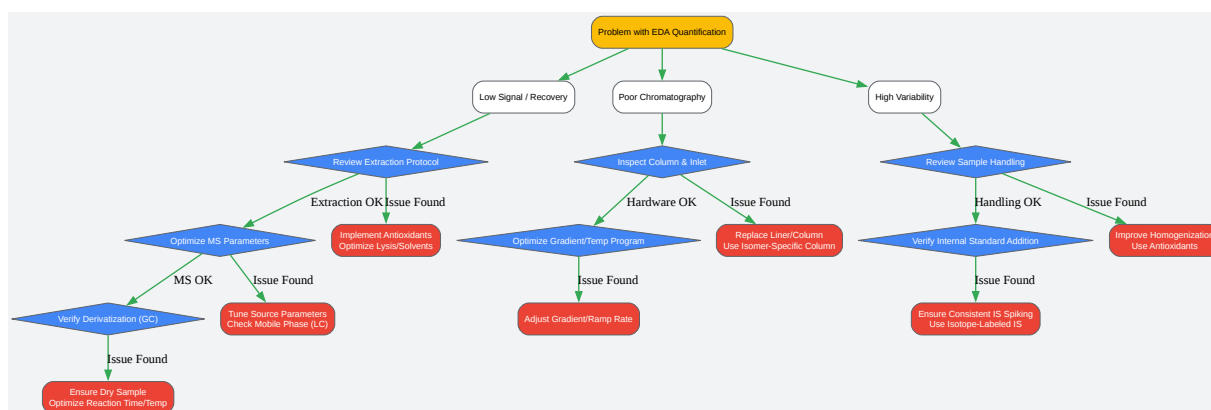 Problem with EDA Quantification
Low Signal / Recovery
Poor Chromatography
High Variability
Review Extraction Protocol
Inspect Column & Inlet
Review Sample Handling
Extraction OK
Issue Found
Hardware OK
Issue Found
Handling OK
Issue Found
Optimize MS Parameters
Implement Antioxidants
Optimize Lysis/Solvents
Optimize Gradient/Temp Program
Replace Liner/Column
Use Isomer-Specific Column
Verify Internal Standard Addition
Improve Homogenization
Use Antioxidants
MS OK
Issue Found
Issue Found
Issue Found
Verify Derivatization (GC)
Tune Source Parameters
Check Mobile Phase (LC)
Adjust Gradient/Ramp Rate
Ensure Consistent IS Spiking
Use Isotope-Labeled IS
Issue Found
Ensure Dry Sample
Optimize Reaction Time/Temp